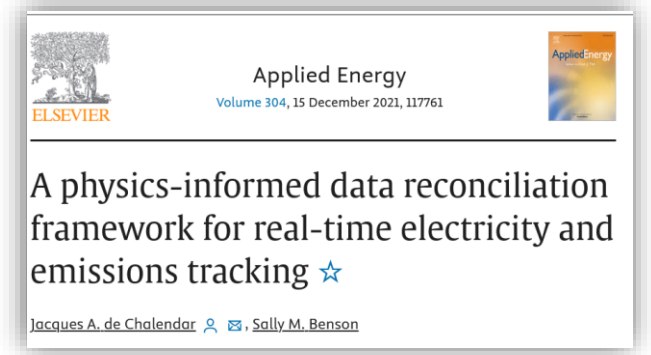 Applied Energy
Volume 304, 15 December 2021, 117761
ELSEVIER
AppliedEnergy
A physics-informed data reconciliation
framework for real-time electricity and
emissions tracking ☆
Jacques A. de Chalendar, Sally M. Benson